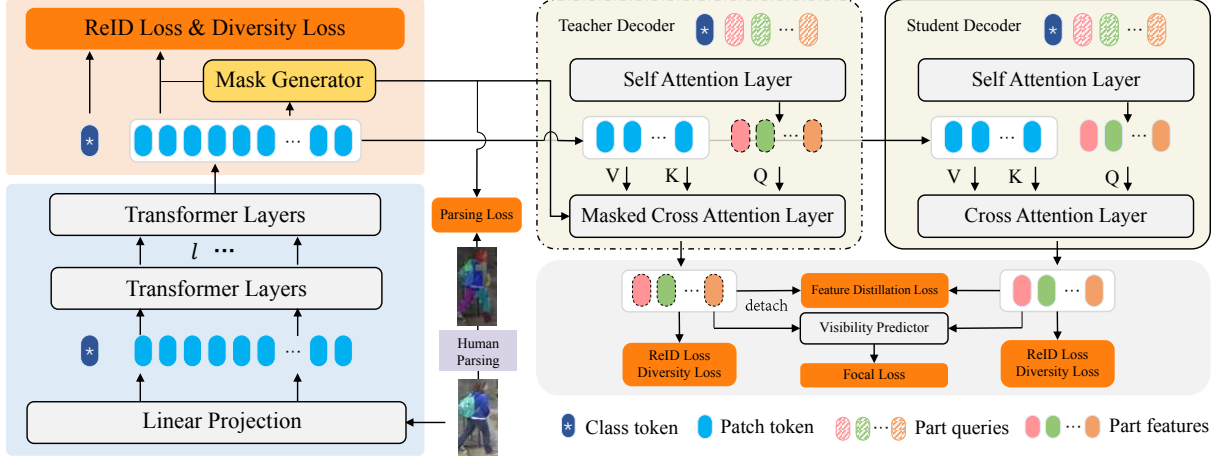 ReID Loss & Diversity Loss
Mask Generator
*
...
Transformer Layers
l ...
Transformer Layers
*
...
Linear Projection
Parsing Loss
Human
Parsing
Teacher Decoder
*
...
Self Attention Layer
...
...
V
K
Q
Masked Cross Attention Layer
Student Decoder
*
...
Self Attention Layer
...
...
V
K
Q
Cross Attention Layer
...
detach
Feature Distillation Loss
...
Visibility Predictor
ReID Loss
Diversity Loss
Focal Loss
ReID Loss
Diversity Loss
* Class token
Patch token
... Part queries
... Part features